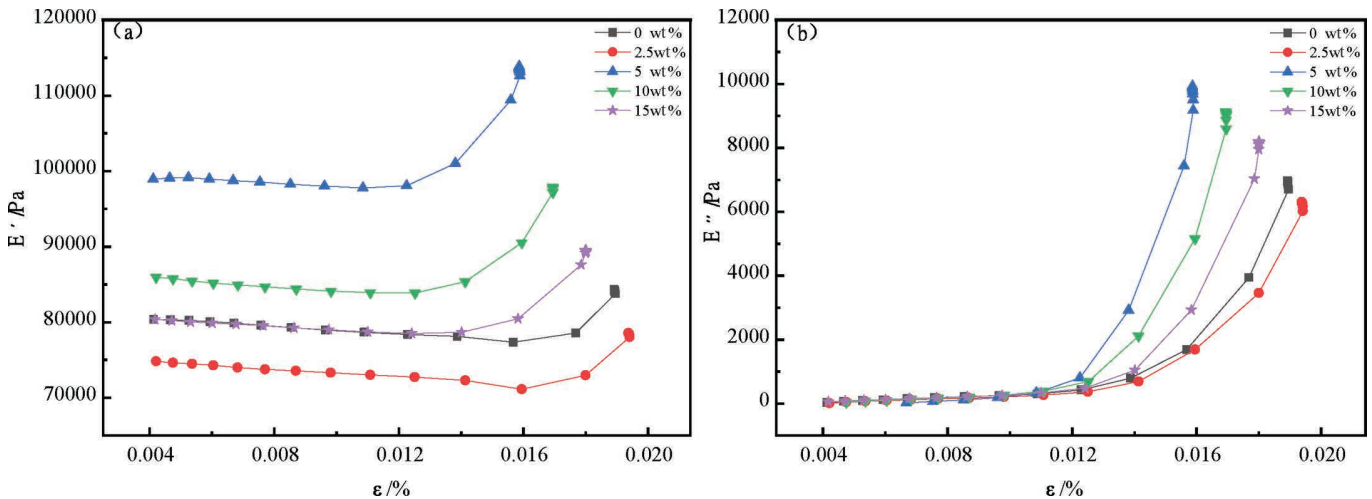 (a)
120000
110000
100000
90000
80000
70000
E′/Pa
0.004 0.008 0.012 0.016 0.020
ε/%
0 wt%
2.5wt%
5 wt%
10wt%
15wt%
(b)
12000
10000
8000
6000
4000
2000
0
E″/Pa
0.004 0.008 0.012 0.016 0.020
ε/%
0 wt%
2.5wt%
5 wt%
10wt%
15wt%